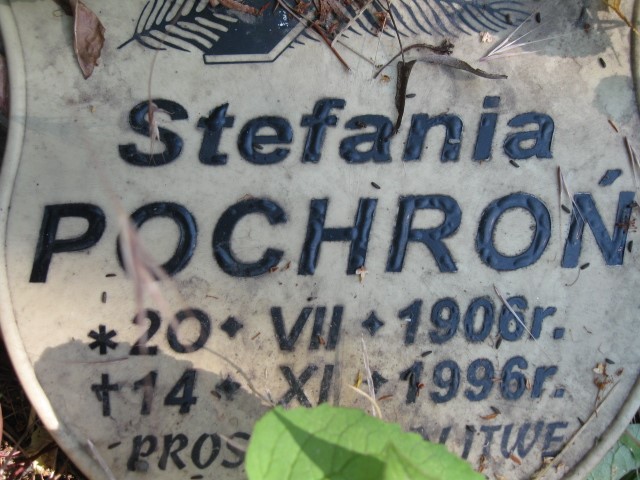 Stefania
POCHROŃ
*20 ✦ VII ✦ 1906r.
†14 ✦ XI ✦ 1996r.